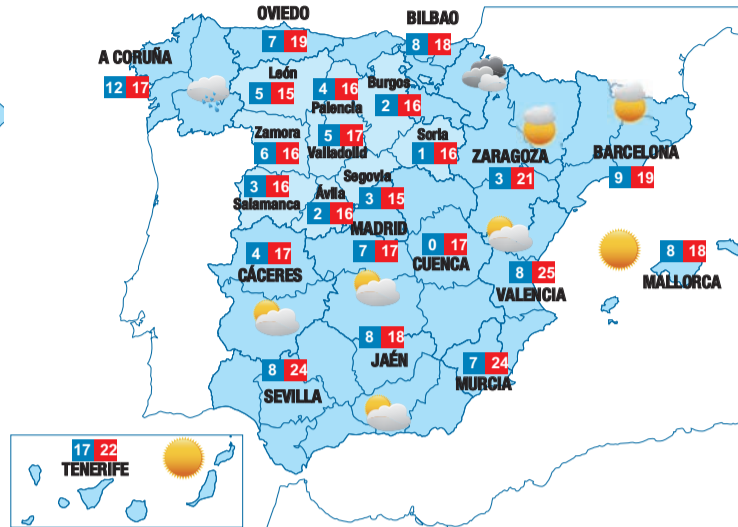 OVIEDO
7 19
BILBAO
8 18
A CORUÑA
12 17
León
5 15
4 16
Palencia
Burgos
2 16
Zamora
6 16
5 17
Valladolid
Soria
1 16
ZARAGOZA
3 21
BARCELONA
9 19
3 16
Salamanca
Ávila
2 16
Segovia
3 15
MADRID
7 17
0 17
CUENCA
4 17
CÁCERES
8 25
VALENCIA
8 18
MALLORCA
8 18
JAÉN
8 24
SEVILLA
7 24
MURCIA
17 22
TENERIFE